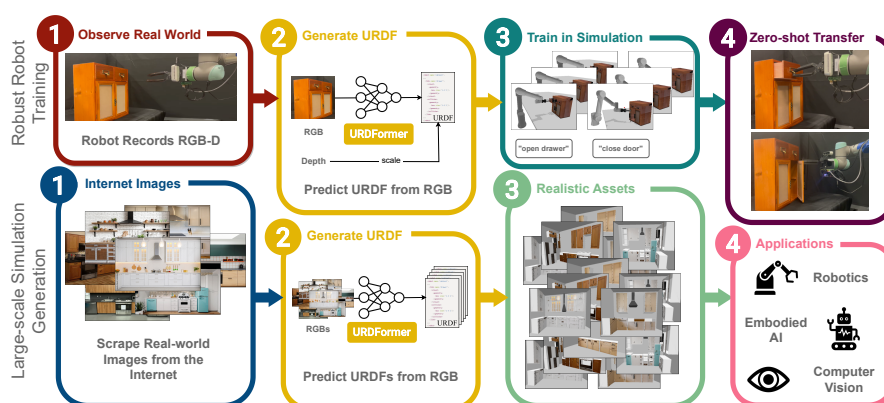 Robust Robot
Training
1
Observe Real World
Robot Records RGB-D
2
Generate URDF
RGB
URDFormer
URDF
Depth
scale
Predict URDF from RGB
3
Train in Simulation
"open drawer"
"close door"
4
Zero-shot Transfer
Large-scale Simulation
Generation
1
Internet Images
Scrape Real-world
Images from the
Internet
2
Generate URDF
RGBs
URDFormer
URDF
Predict URDFs from RGB
3
Realistic Assets
4
Applications
Robotics
Embodied
AI
Computer
Vision